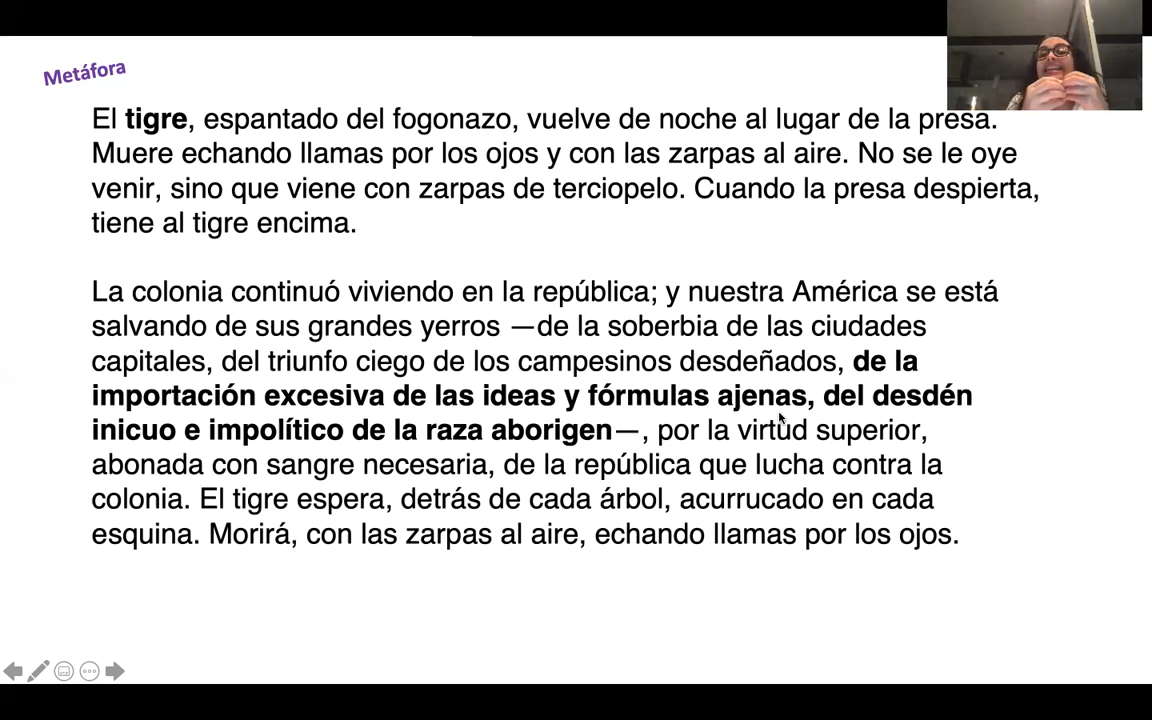 Metáfora
El tigre, espantado del fogonazo, vuelve de noche al lugar de la presa.
Muere echando llamas por los ojos y con las zarpas al aire. No se le oye
venir, sino que viene con zarpas de terciopelo. Cuando la presa despierta,
tiene al tigre encima.
La colonia continuó viviendo en la república; y nuestra América se está
salvando de sus grandes yerros —de la soberbia de las ciudades
capitales, del triunfo ciego de los campesinos desdeñados, de la
importación excesiva de las ideas y fórmulas ajenas, del desdén
inicuo e impolítico de la raza aborigen—, por la virtud superior,
abonada con sangre necesaria, de la república que lucha contra la
colonia. El tigre espera, detrás de cada árbol, acurrucado en cada
esquina. Morirá, con las zarpas al aire, echando llamas por los ojos.